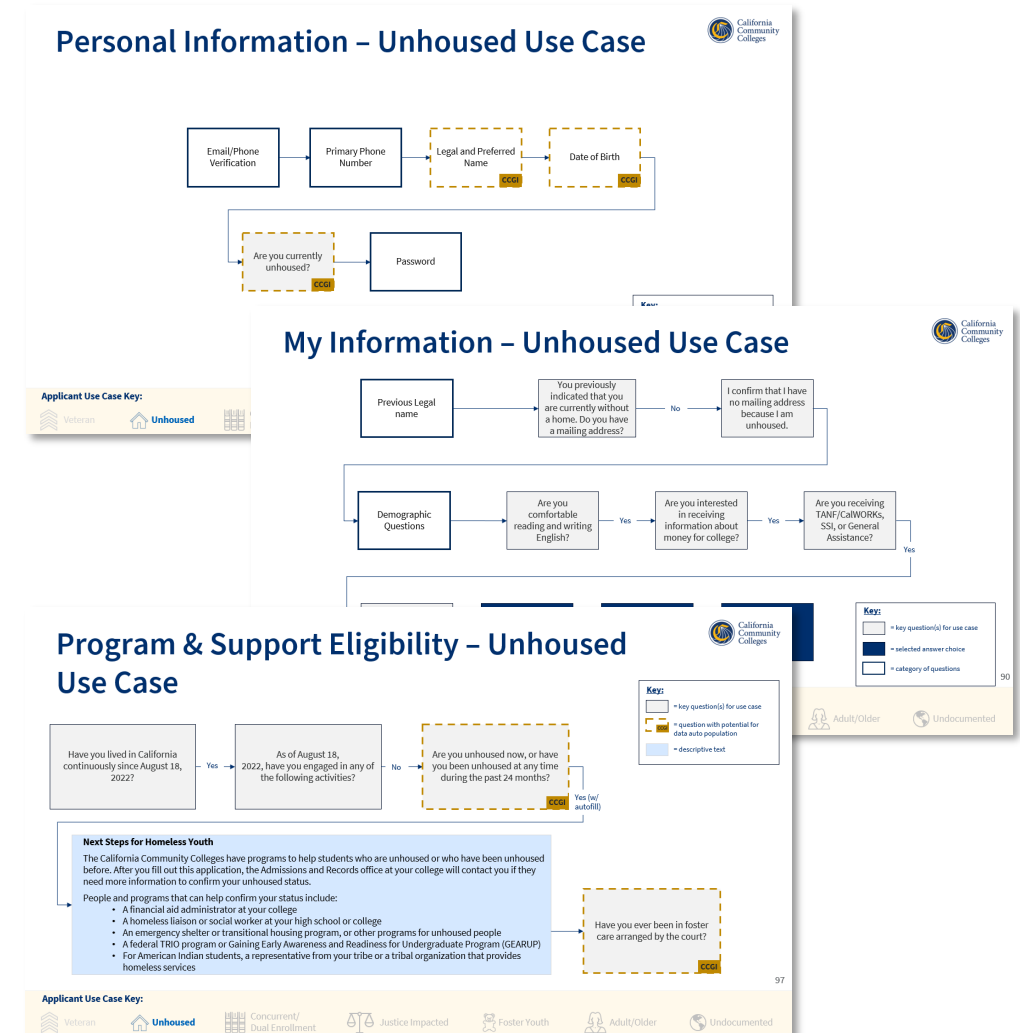 Personal Information – Unhoused Use Case
California
Community
Colleges
Email/Phone
Verification
Primary Phone
Number
Legal and Preferred
Name
CCGI
Date of Birth
CCGI
Are you currently
unhoused?
CCGI
Password
Key:
Applicant Use Case Key:
Veteran
Unhoused
My Information – Unhoused Use Case
California
Community
Colleges
Previous Legal
name
You previously
indicated that you
are currently without
a home. Do you have
a mailing address?
No
I confirm that I have
no mailing address
because I am
unhoused.
Demographic
Questions
Are you
comfortable
reading and writing
English?
Yes
Are you interested
in receiving
information about
money for college?
Yes
Are you receiving
TANF/CalWORKs,
SSI, or General
Assistance?
Yes
Key:
= key question(s) for use case
= selected answer choice
= category of questions
90
Adult/Older
Undocumented
Program & Support Eligibility – Unhoused
Use Case
California
Community
Colleges
Key:
= key question(s) for use case
CCGI
= question with potential for
data auto population
= descriptive text
Have you lived in California
continuously since August 18,
2022?
Yes
As of August 18,
2022, have you engaged in any of
the following activities?
No
Are you unhoused now, or have
you been unhoused at any time
during the past 24 months?
CCGI
Yes (w/
autofill)
Next Steps for Homeless Youth
The California Community Colleges have programs to help students who are unhoused or who have been unhoused
before. After you fill out this application, the Admissions and Records office at your college will contact you if they
need more information to confirm your unhoused status.
People and programs that can help confirm your status include:
• A financial aid administrator at your college
• A homeless liaison or social worker at your high school or college
• An emergency shelter or transitional housing program, or other programs for unhoused people
• A federal TRIO program or Gaining Early Awareness and Readiness for Undergraduate Program (GEARUP)
• For American Indian students, a representative from your tribe or a tribal organization that provides
homeless services
Have you ever been in foster
care arranged by the court?
CCGI
97
Applicant Use Case Key:
Veteran
Unhoused
Concurrent/
Dual Enrollment
Justice Impacted
Foster Youth
Adult/Older
Undocumented